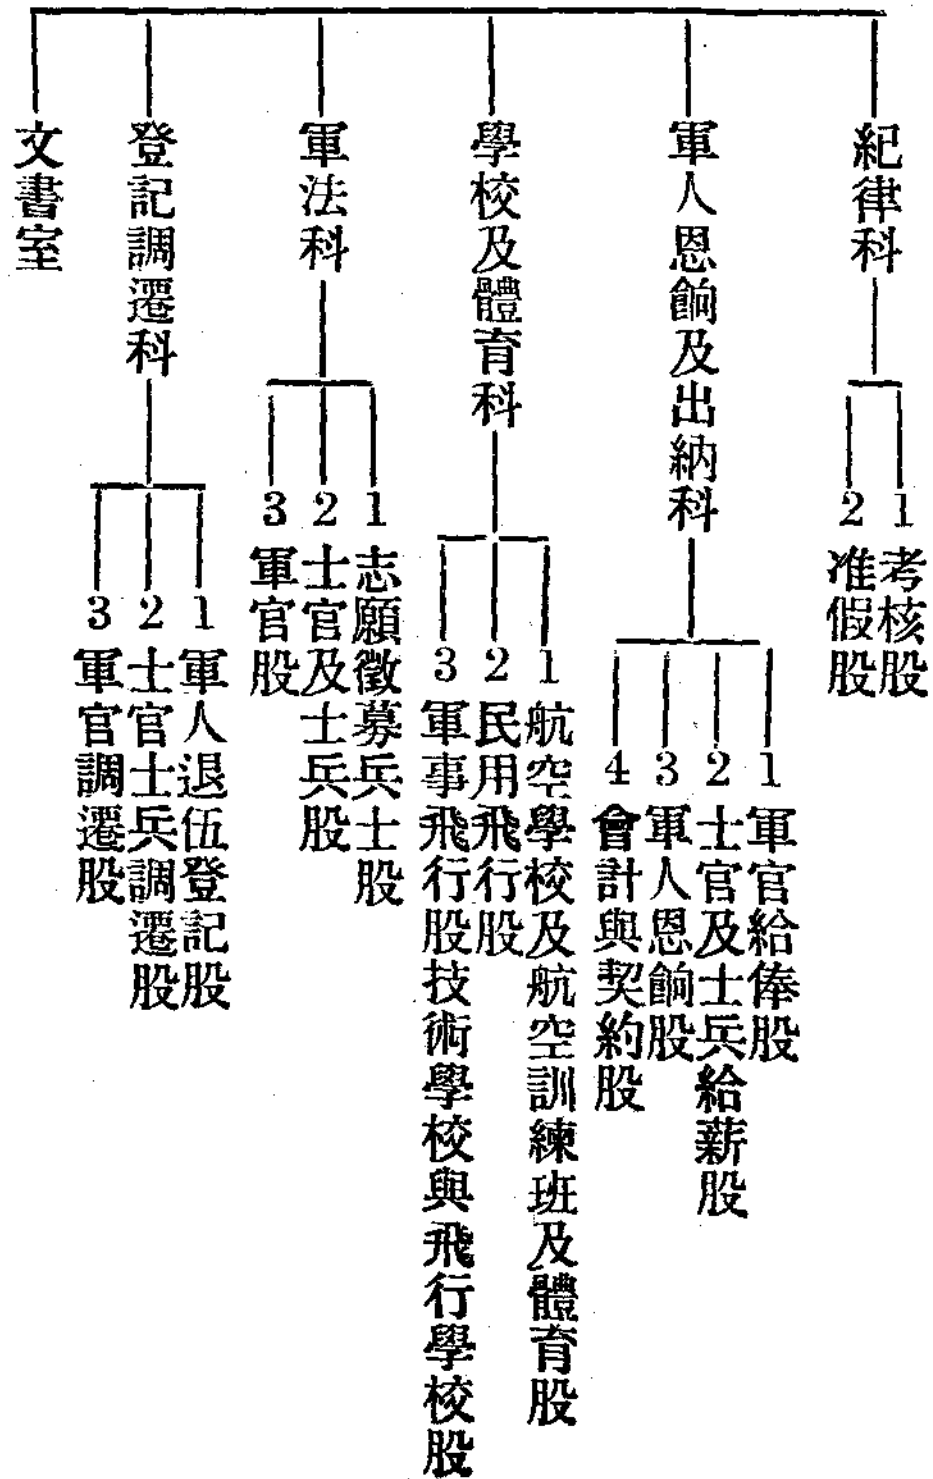 紀律科
1 考核股
2 准假股
軍人恩餉及出納科
1 軍官給俸股
2 士官及士兵給薪股
3 軍人恩餉股
4 會計與契約股
學校及體育科
1 航空學校及航空訓練班及體育股
2 民用飛行股
3 軍事飛行股技術學校與飛行學校股
軍法科
1 志願徵募兵士股
2 士官及士兵股
3 軍官股
登記調遷科
1 軍人退伍登記股
2 士官士兵調遷股
3 軍官調遷股
文書室